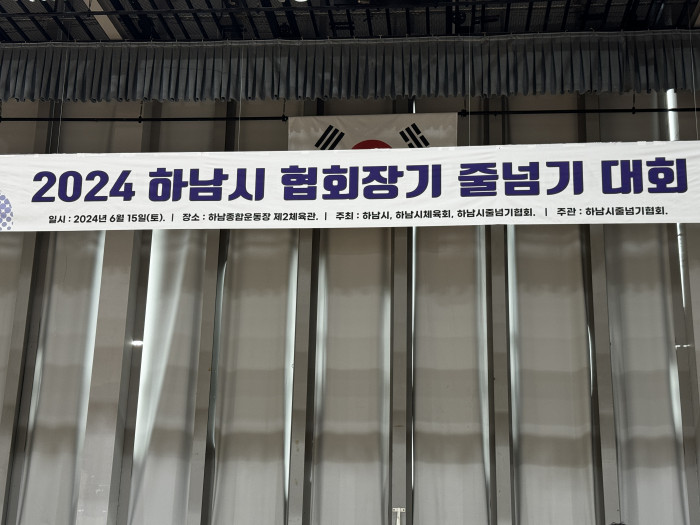 2024 하남시 협회장기 줄넘기 대회
일시 : 2024년 6월 15일(토). | 장소 : 하남종합운동장 제2체육관. | 주최 : 하남시, 하남시체육회, 하남시줄넘기협회. | 주관 : 하남시줄넘기협회.